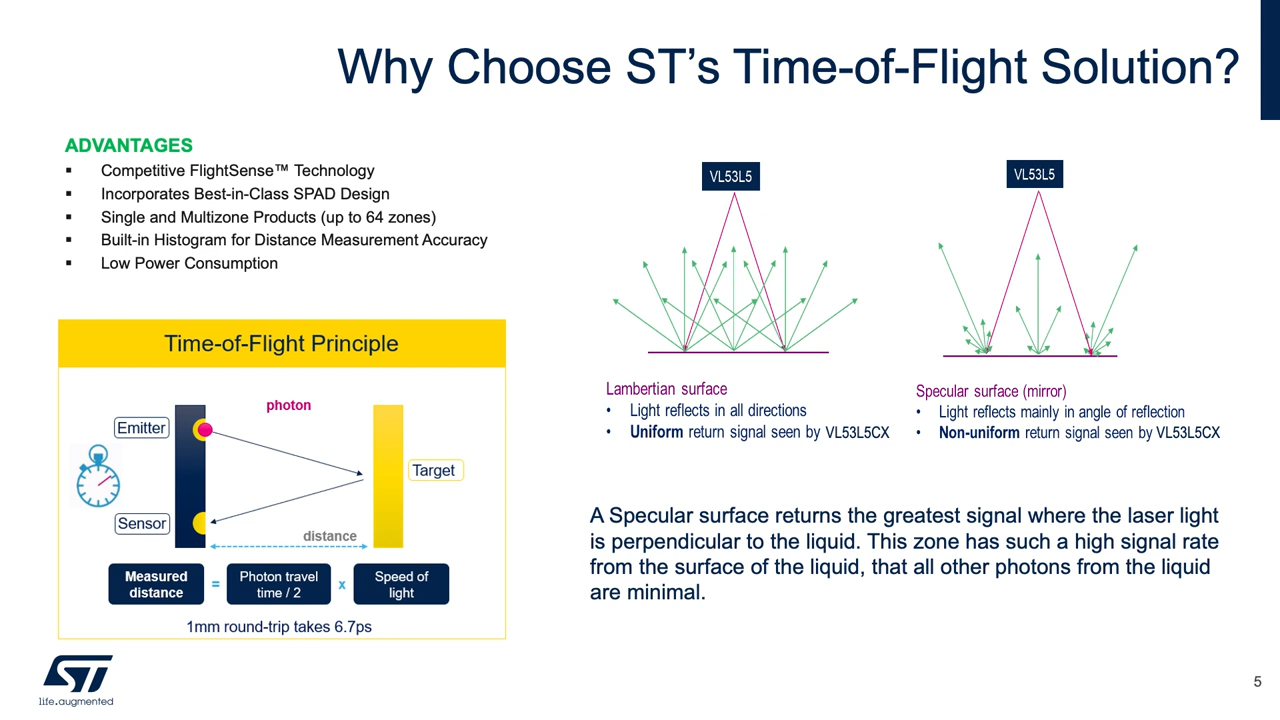 Why Choose ST’s Time-of-Flight Solution?
ADVANTAGES
▪ Competitive FlightSense™ Technology
▪ Incorporates Best-in-Class SPAD Design
▪ Single and Multizone Products (up to 64 zones)
▪ Built-in Histogram for Distance Measurement Accuracy
▪ Low Power Consumption
Time-of-Flight Principle
photon
Emitter
Target
Sensor
distance
Measured
distance
=
Photon travel
time / 2
x
Speed of
light
1mm round-trip takes 6.7ps
VL53L5
Lambertian surface
• Light reflects in all directions
• Uniform return signal seen by VL53L5CX
VL53L5
Specular surface (mirror)
• Light reflects mainly in angle of reflection
• Non-uniform return signal seen by VL53L5CX
A Specular surface returns the greatest signal where the laser light
is perpendicular to the liquid. This zone has such a high signal rate
from the surface of the liquid, that all other photons from the liquid
are minimal.
ST
life.augmented
5